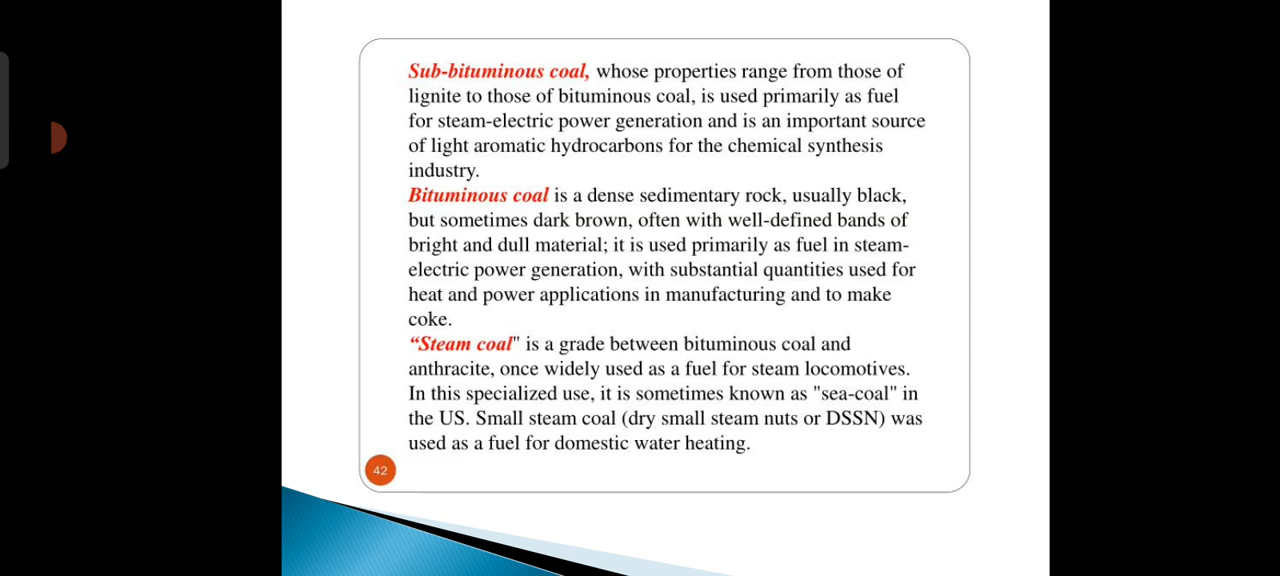 Sub-bituminous coal, whose properties range from those of
lignite to those of bituminous coal, is used primarily as fuel
for steam-electric power generation and is an important source
of light aromatic hydrocarbons for the chemical synthesis
industry.
Bituminous coal is a dense sedimentary rock, usually black,
but sometimes dark brown, often with well-defined bands of
bright and dull material; it is used primarily as fuel in steam-
electric power generation, with substantial quantities used for
heat and power applications in manufacturing and to make
coke.
“Steam coal" is a grade between bituminous coal and
anthracite, once widely used as a fuel for steam locomotives.
In this specialized use, it is sometimes known as "sea-coal" in
the US. Small steam coal (dry small steam nuts or DSSN) was
used as a fuel for domestic water heating.
42